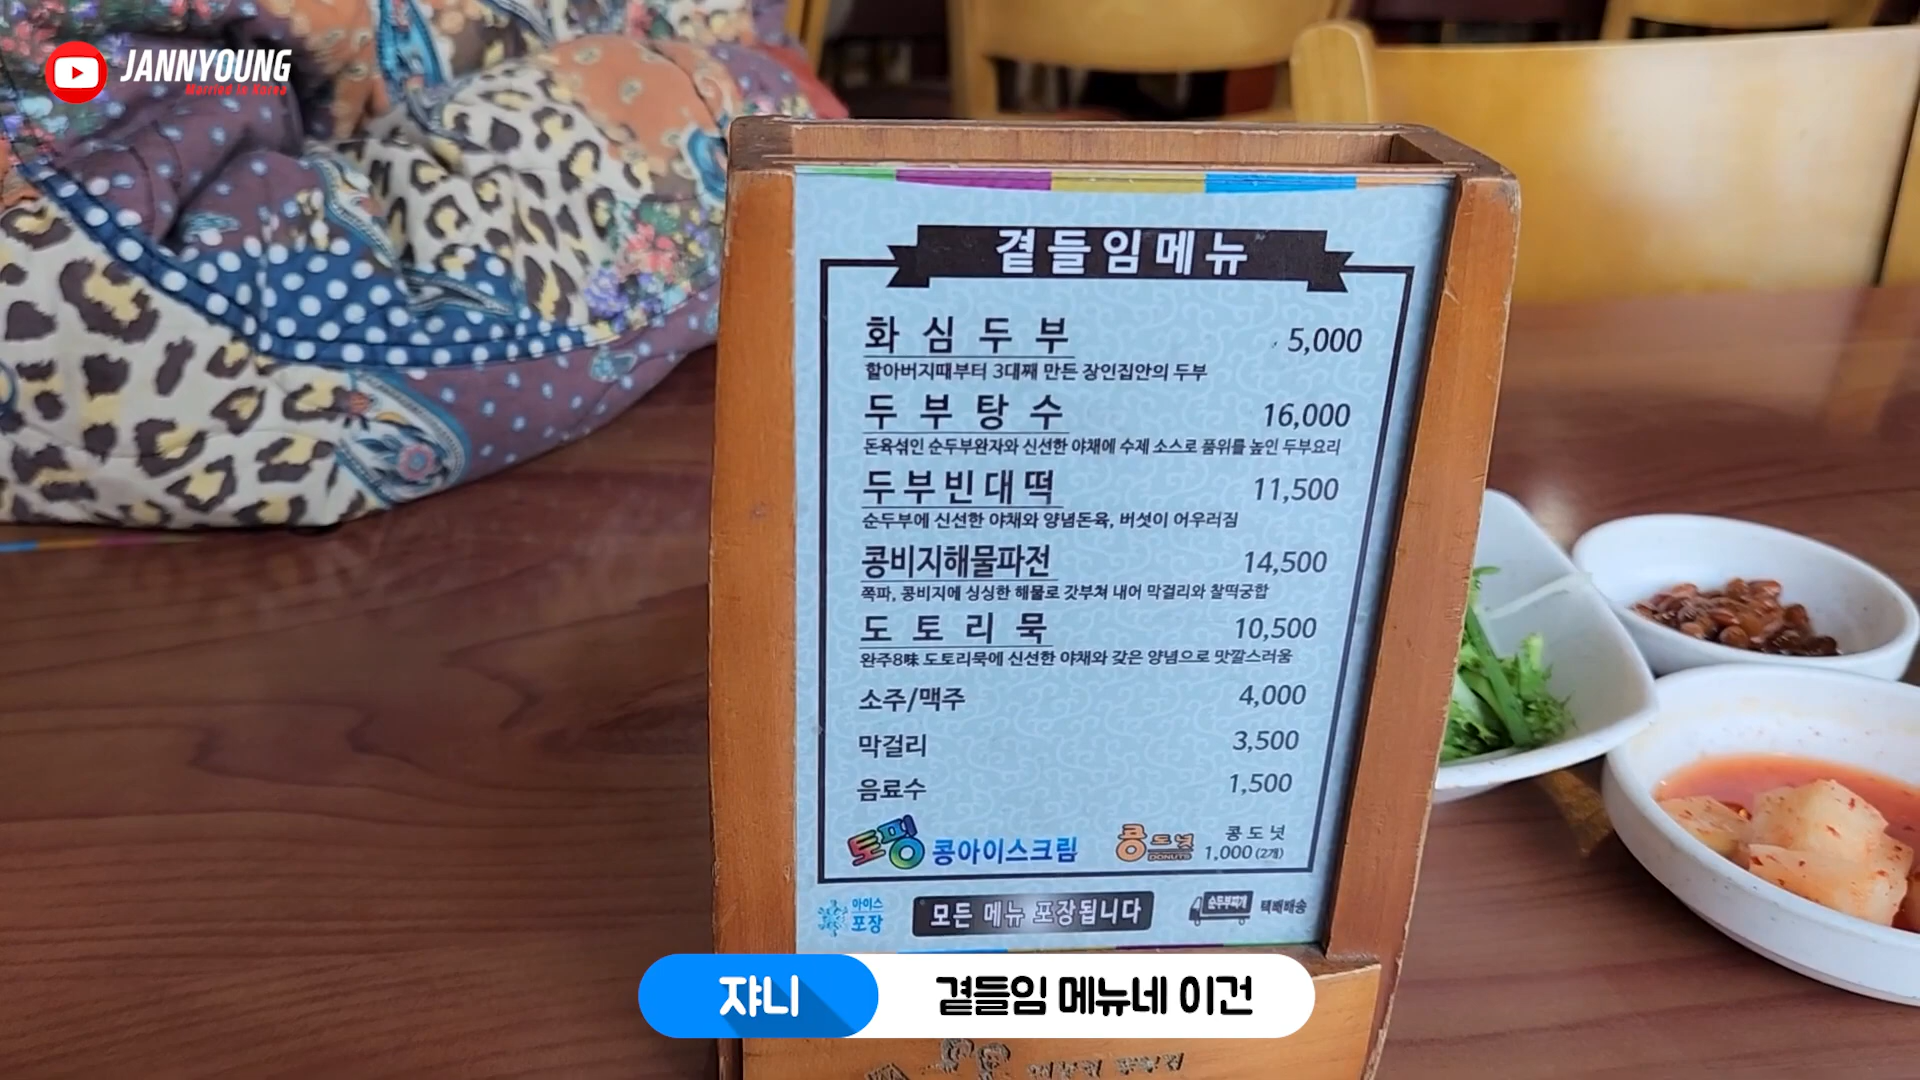 JANNYOUNG
Married in Korea
곁들임메뉴
화심두부 5,000
할아버지때부터 3대째 만든 장인집안의 두부
두부탕수 16,000
돈육섞인 순두부완자와 신선한 야채에 수제 소스로 품위를 높인 두부요리
두부빈대떡 11,500
순두부에 신선한 야채와 양념돈육, 버섯이 어우러짐
콩비지해물파전 14,500
쪽파, 콩비지에 싱싱한 해물로 갓부쳐 내어 막걸리와 찰떡궁합
도토리묵 10,500
완주8味 도토리묵에 신선한 야채와 갖은 양념으로 맛깔스러움
소주/맥주 4,000
막걸리 3,500
음료수 1,500
토핑 콩아이스크림
콩도넛 DONUTS 콩도넛
1,000 (2개)
아이스
포장
모든 메뉴 포장됩니다
순두부찌개 택배배송
쟈니 곁들임 메뉴네 이건